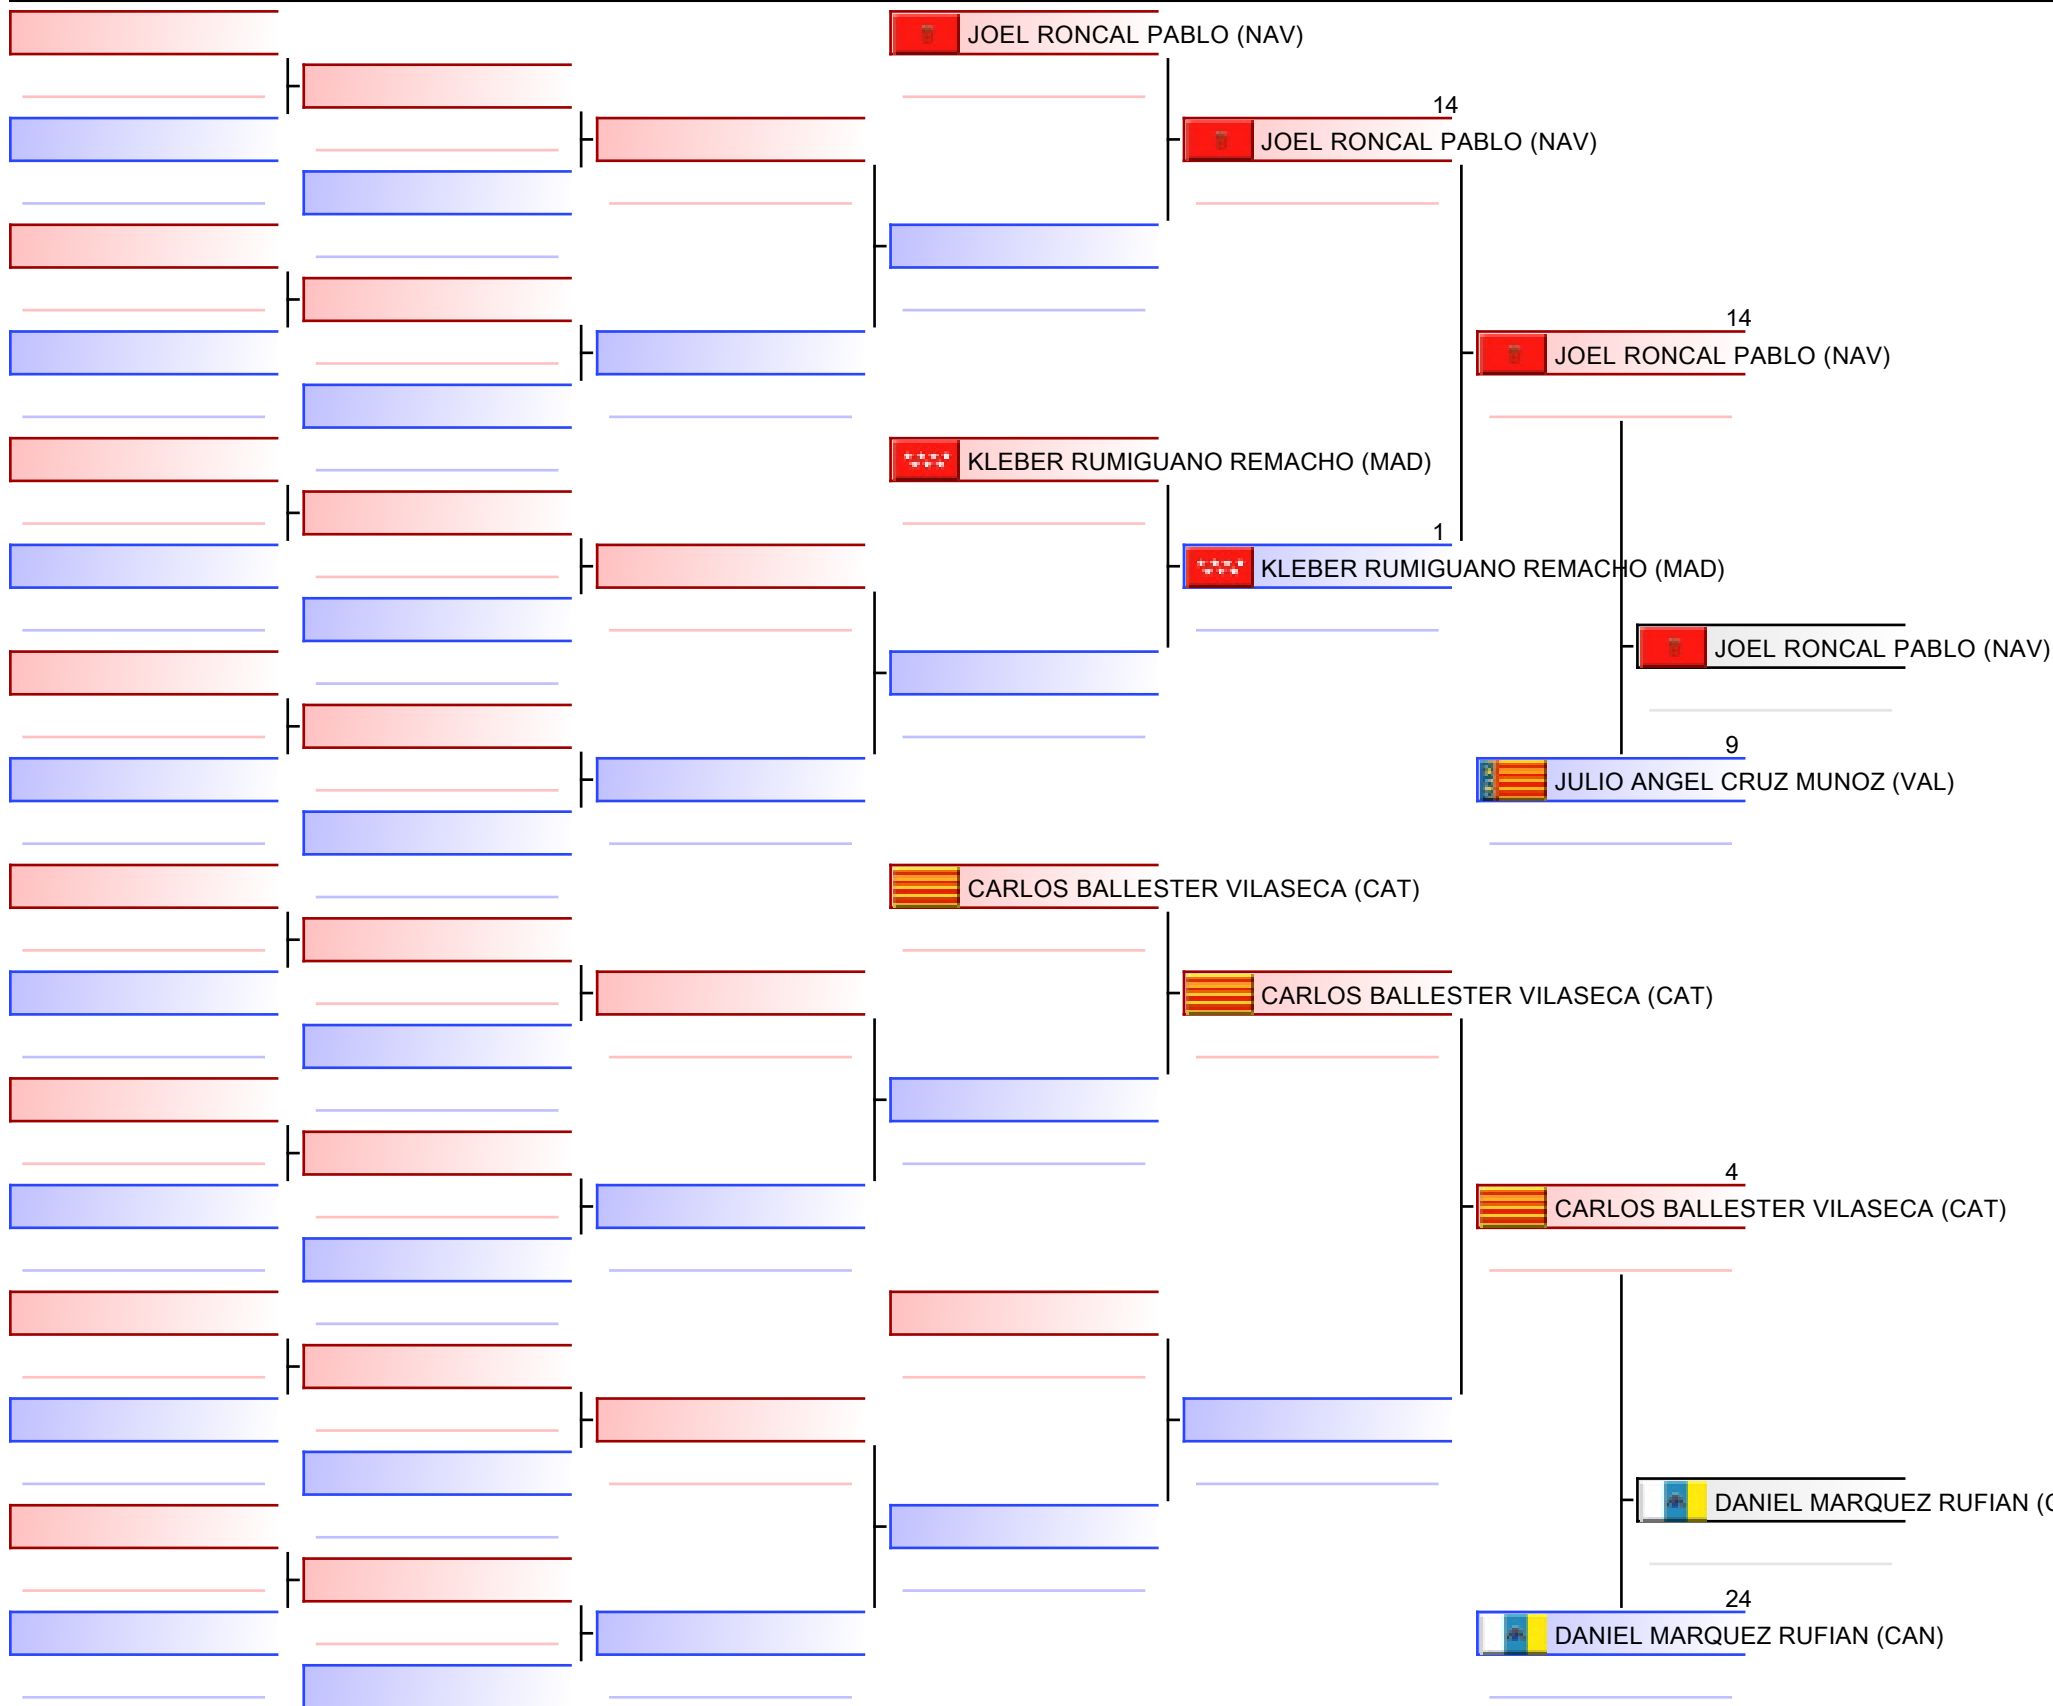 JOEL RONCAL PABLO (NAV)
14
JOEL RONCAL PABLO (NAV)
14
JOEL RONCAL PABLO (NAV)
KLEBER RUMIGUANO REMACHO (MAD)
1
KLEBER RUMIGUANO REMACHO (MAD)
JOEL RONCAL PABLO (NAV)
9
JULIO ANGEL CRUZ MUNOZ (VAL)
CARLOS BALLESTER VILASECA (CAT)
CARLOS BALLESTER VILASECA (CAT)
4
CARLOS BALLESTER VILASECA (CAT)
DANIEL MARQUEZ RUFIAN (
24
DANIEL MARQUEZ RUFIAN (CAN)